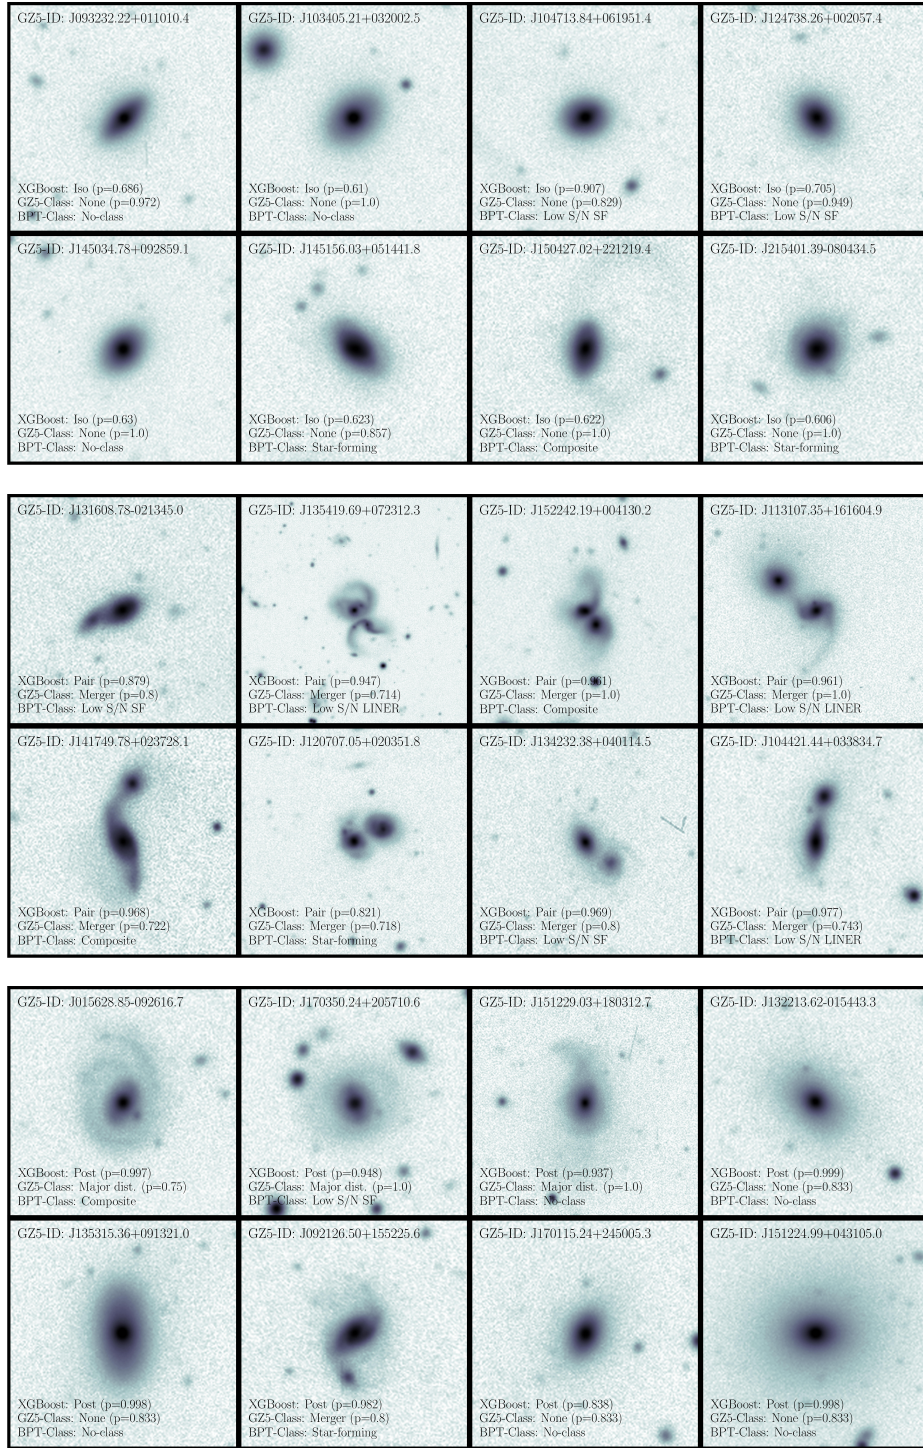 GZ5-ID: J093232.22+011010.4
XGBoost: Iso (p=0.686)
GZ5-Class: None (p=0.972)
BPT-Class: No-class
GZ5-ID: J103405.21+032002.5
XGBoost: Iso (p=0.61)
GZ5-Class: None (p=1.0)
BPT-Class: No-class
GZ5-ID: J104713.84+061951.4
XGBoost: Iso (p=0.907)
GZ5-Class: None (p=0.829)
BPT-Class: Low S/N SF
GZ5-ID: J124738.26+002057.4
XGBoost: Iso (p=0.705)
GZ5-Class: None (p=0.949)
BPT-Class: Low S/N SF
GZ5-ID: J145034.78+092859.1
XGBoost: Iso (p=0.63)
GZ5-Class: None (p=1.0)
BPT-Class: No-class
GZ5-ID: J145156.03+051441.8
XGBoost: Iso (p=0.623)
GZ5-Class: None (p=0.857)
BPT-Class: Star-forming
GZ5-ID: J150427.02+221219.4
XGBoost: Iso (p=0.622)
GZ5-Class: None (p=1.0)
BPT-Class: Composite
GZ5-ID: J215401.39-080434.5
XGBoost: Iso (p=0.606)
GZ5-Class: None (p=1.0)
BPT-Class: Star-forming
GZ5-ID: J131608.78-021345.0
XGBoost: Pair (p=0.879)
GZ5-Class: Merger (p=0.8)
BPT-Class: Low S/N SF
GZ5-ID: J135419.69+072312.3
XGBoost: Pair (p=0.947)
GZ5-Class: Merger (p=0.714)
BPT-Class: Low S/N LINER
GZ5-ID: J152242.19+004130.2
XGBoost: Pair (p=0.961)
GZ5-Class: Merger (p=1.0)
BPT-Class: Composite
GZ5-ID: J113107.35+161604.9
XGBoost: Pair (p=0.961)
GZ5-Class: Merger (p=1.0)
BPT-Class: Low S/N LINER
GZ5-ID: J141749.78+023728.1
XGBoost: Pair (p=0.968)
GZ5-Class: Merger (p=0.722)
BPT-Class: Composite
GZ5-ID: J120707.05+020351.8
XGBoost: Pair (p=0.821)
GZ5-Class: Merger (p=0.718)
BPT-Class: Star-forming
GZ5-ID: J134232.38+040114.5
XGBoost: Pair (p=0.969)
GZ5-Class: Merger (p=0.8)
BPT-Class: Low S/N SF
GZ5-ID: J104421.44+033834.7
XGBoost: Pair (p=0.977)
GZ5-Class: Merger (p=0.743)
BPT-Class: Low S/N LINER
GZ5-ID: J015628.85-092616.7
XGBoost: Post (p=0.997)
GZ5-Class: Major dist. (p=0.75)
BPT-Class: Composite
GZ5-ID: J170350.24+205710.6
XGBoost: Post (p=0.948)
GZ5-Class: Major dist. (p=1.0)
BPT-Class: Low S/N SF
GZ5-ID: J151229.03+180312.7
XGBoost: Post (p=0.937)
GZ5-Class: Major dist. (p=1.0)
BPT-Class: No-class
GZ5-ID: J132213.62-015443.3
XGBoost: Post (p=0.999)
GZ5-Class: None (p=0.833)
BPT-Class: No-class
GZ5-ID: J135315.36+091321.0
XGBoost: Post (p=0.998)
GZ5-Class: None (p=0.833)
BPT-Class: No-class
GZ5-ID: J092126.50+155225.6
XGBoost: Post (p=0.982)
GZ5-Class: Merger (p=0.8)
BPT-Class: Star-forming
GZ5-ID: J170115.24+245005.3
XGBoost: Post (p=0.838)
GZ5-Class: None (p=0.833)
BPT-Class: No-class
GZ5-ID: J151224.99+043105.0
XGBoost: Post (p=0.998)
GZ5-Class: None (p=0.833)
BPT-Class: No-class